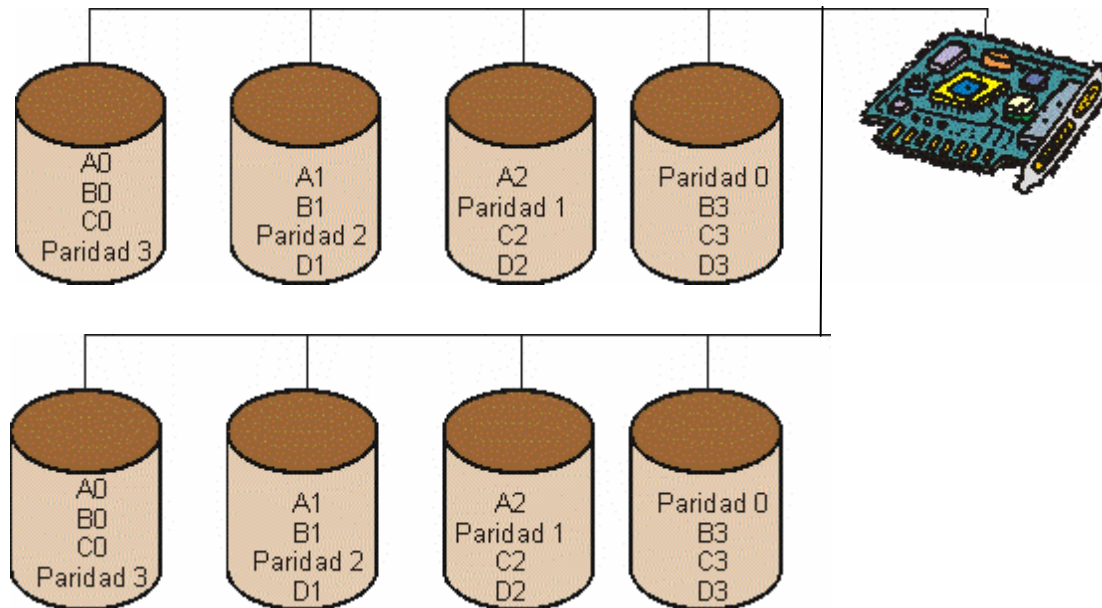 A0
B0
C0
Paridad 3
A1
B1
Paridad 2
D1
A2
Paridad 1
C2
D2
Paridad 0
B3
C3
D3
A0
B0
C0
Paridad 3
A1
B1
Paridad 2
D1
A2
Paridad 1
C2
D2
Paridad 0
B3
C3
D3